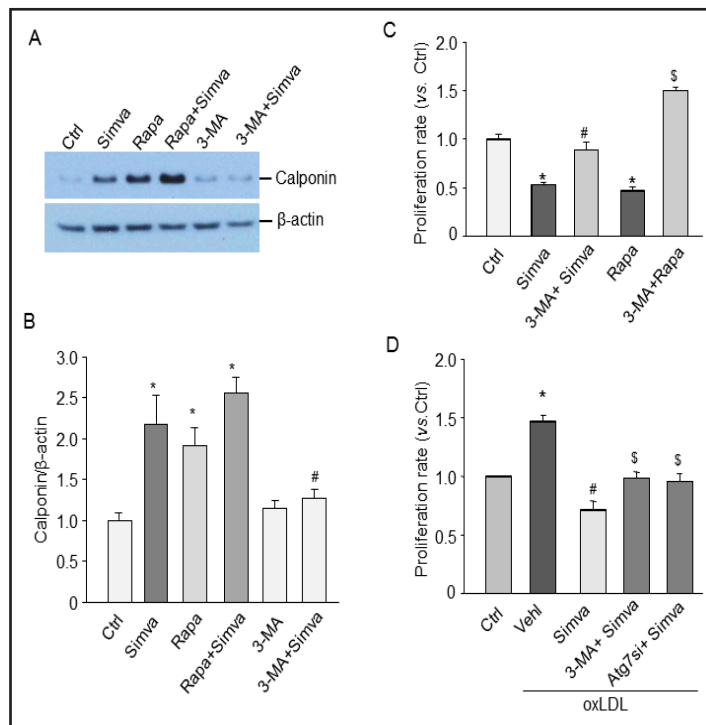 A
Ctrl
Simva
Rapa
Rapa+Simva
3-MA
3-MA+Simva
Calponin
β-actin
B
Calponin/β-actin
3.0
2.5
2.0
1.5
1.0
0.5
0
*
*
*
#
Ctrl
Simva
Rapa
Rapa+Simva
3-MA
3-MA+Simva
C
Proliferation rate (vs. Ctrl)
2.0
1.5
1.0
0.5
0
*
#
*
$
Ctrl
Simva
3-MA+ Simva
Rapa
3-MA+Rapa
D
Proliferation rate (vs.Ctrl)
2.0
1.5
1.0
0.5
0
*
#
$
$
Ctrl
Vehl
Simva
3-MA+ Simva
Atg7si+ Simva
oxLDL